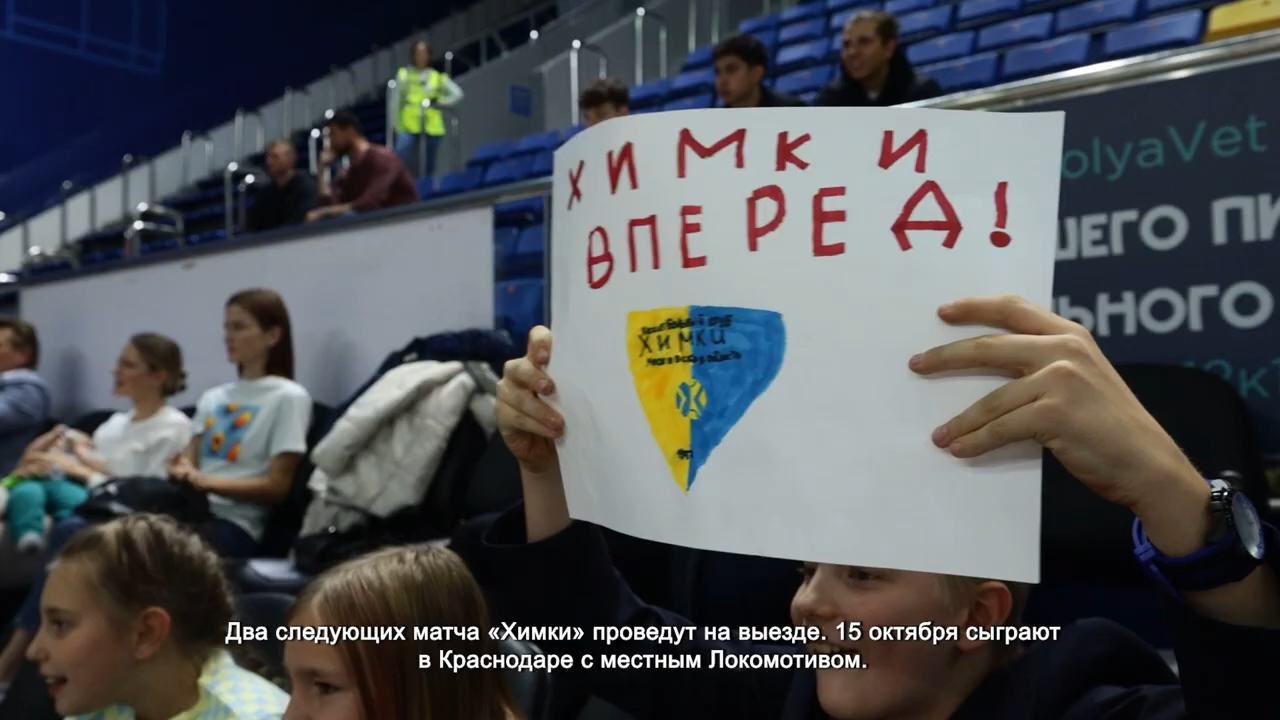 ХИМКИ
ВПЕРЕД!
ХИМКИ
olyaVet
ШЕГО ПИ
ЬНОГО
Два следующих матча «Химки» проведут на выезде. 15 октября сыграют
в Краснодаре с местным Локомотивом.